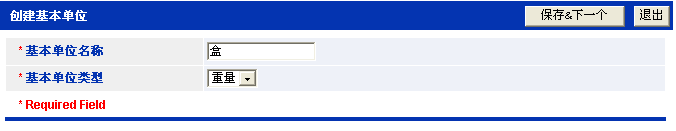 创建基本单位 保存&下一个 退出
* 基本单位名称 盒
* 基本单位类型 重量
* Required Field